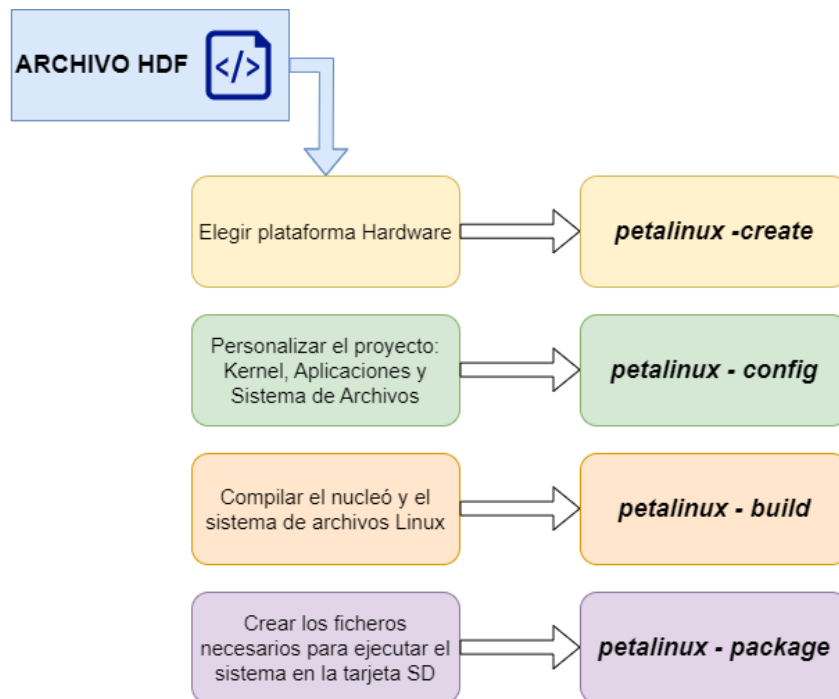 ARCHIVO HDF
</>
Elegir plataforma Hardware
petalinux -create
Personalizar el proyecto:
Kernel, Aplicaciones y
Sistema de Archivos
petalinux - config
Compilar el nucleó y el
sistema de archivos Linux
petalinux - build
Crear los ficheros
necesarios para ejecutar el
sistema en la tarjeta SD
petalinux - package